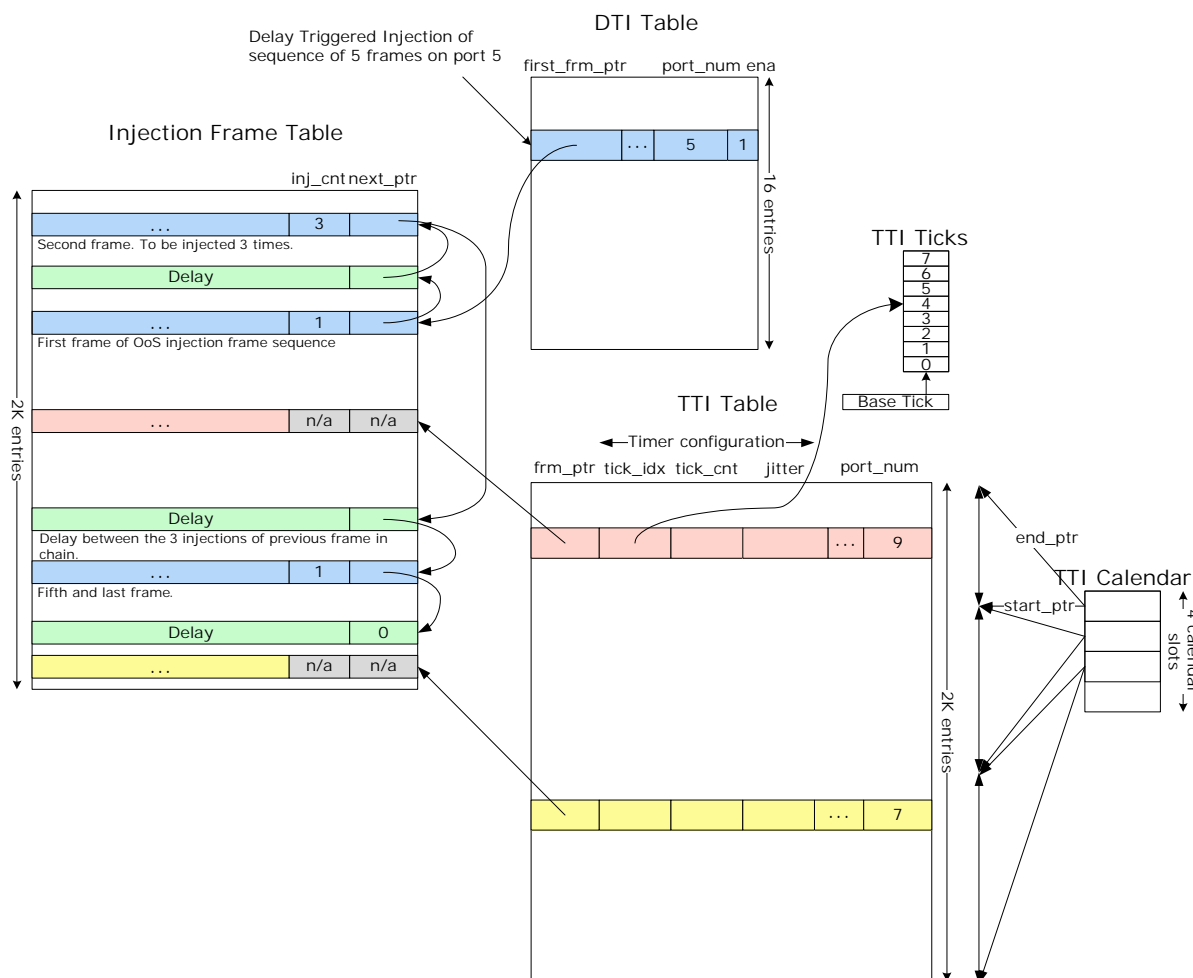 DTI Table
Delay Triggered Injection of
sequence of 5 frames on port 5
first_frm_ptr
port_num ena
...
5
1
16 entries
Injection Frame Table
inj_cnt next_ptr
...
3
Second frame. To be injected 3 times.
Delay
...
1
First frame of OoS injection frame sequence
2K entries
...
n/a
n/a
Delay
Delay between the 3 injections of previous frame in
chain.
...
1
Fifth and last frame.
Delay
0
...
n/a
n/a
TTI Ticks
7
6
5
4
3
2
1
0
Base Tick
TTI Table
Timer configuration
frm_ptr
tick_idx
tick_cnt
jitter
port_num
...
9
2K entries
...
7
end_ptr
TTI Calendar
start_ptr
4 calendar
slots